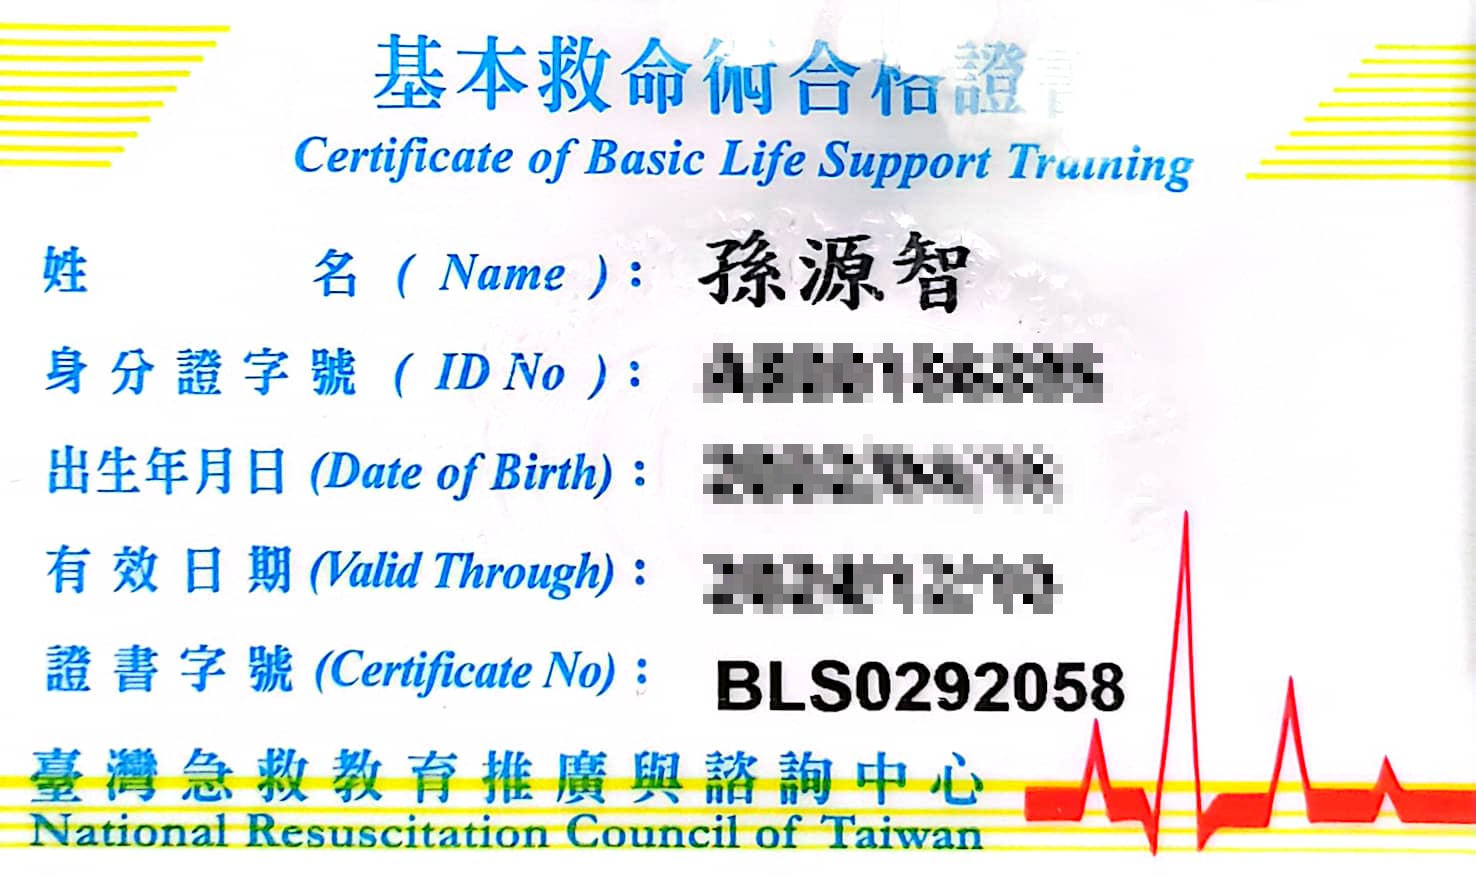 基本救命術合格證書
Certificate of Basic Life Support Training
姓名 ( Name ) : 孫源智
身分證字號 ( ID No ) :
出生年月日 (Date of Birth) :
有效日期 (Valid Through) :
證書字號 (Certificate No) : BLS0292058
臺灣急救教育推廣與諮詢中心
National Resuscitation Council of Taiwan